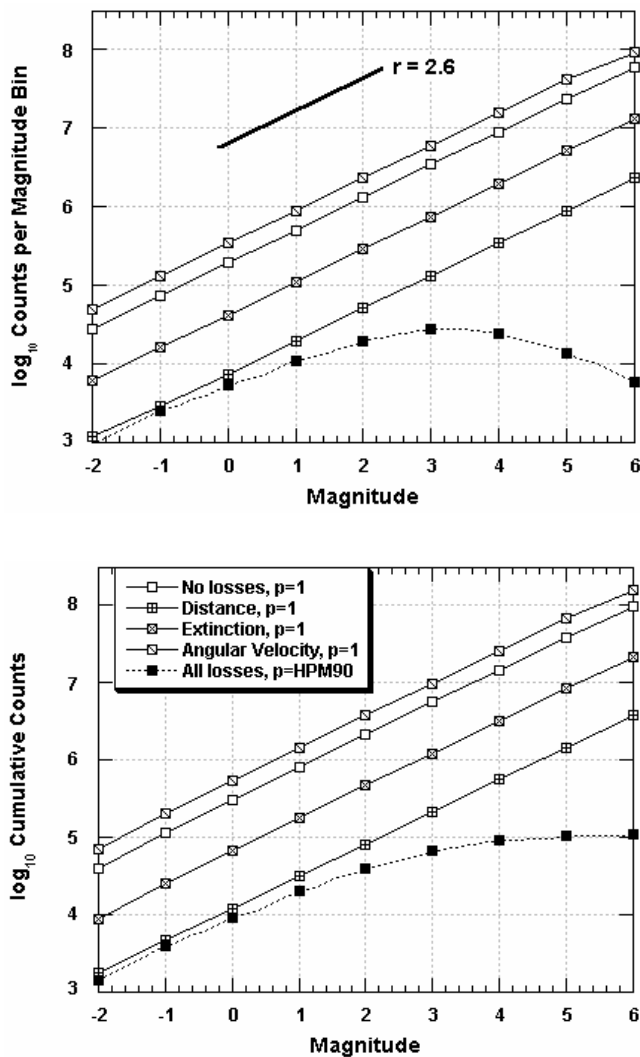 8
r = 2.6
7
6
5
4
3
log10 Counts per Magnitude Bin
-2 -1 0 1 2 3 4 5 6
Magnitude
8
7
6
5
4
3
log10 Cumulative Counts
No losses, p=1
Distance, p=1
Extinction, p=1
Angular Velocity, p=1
All losses, p=HPM90
-2 -1 0 1 2 3 4 5 6
Magnitude